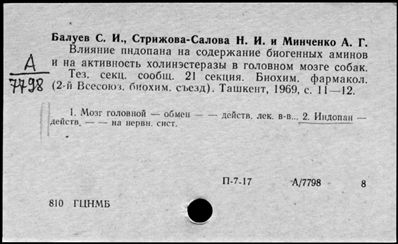 Балуев С. И., Стрижова-Салова Н. И. и Минченко А. Г.
Влияние пндопана на содержание биогенных аминов
и на активность холинэстеразы в головном мозге собак.
Тез. секц. сообщ. 21 секция. Биохим. фармакол.
(2-й Всесоюз. биохим. съезд). Ташкент, 1969, с. 11—12.
А
7798
1. Мозг головной — обмен — — действ. лек. в-в., 2. Индопан —
действ. — — на нервн. сист.
П-7-17 А/7798 8
810 ГЦНМБ